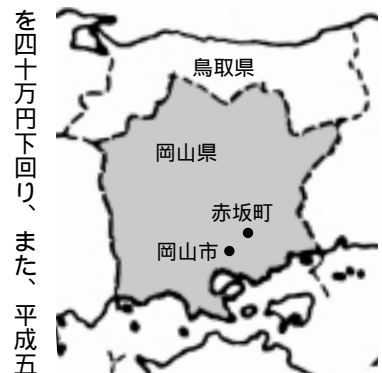 を四十万円下回り、また、平成五
鳥取県
岡山県
赤坂町
岡山市